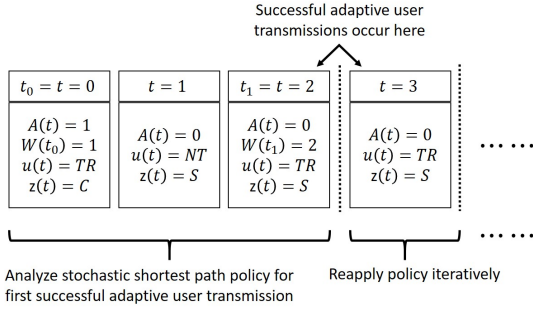 Successful adaptive user
transmissions occur here
t₀ = t = 0
t = 1
t₁ = t = 2
t = 3
A(t) = 1
W(t₀) = 1
u(t) = TR
z(t) = C
A(t) = 0
u(t) = NT
z(t) = S
A(t) = 0
W(t₁) = 2
u(t) = TR
z(t) = S
A(t) = 0
u(t) = TR
z(t) = S
Analyze stochastic shortest path policy for
first successful adaptive user transmission
Reapply policy iteratively